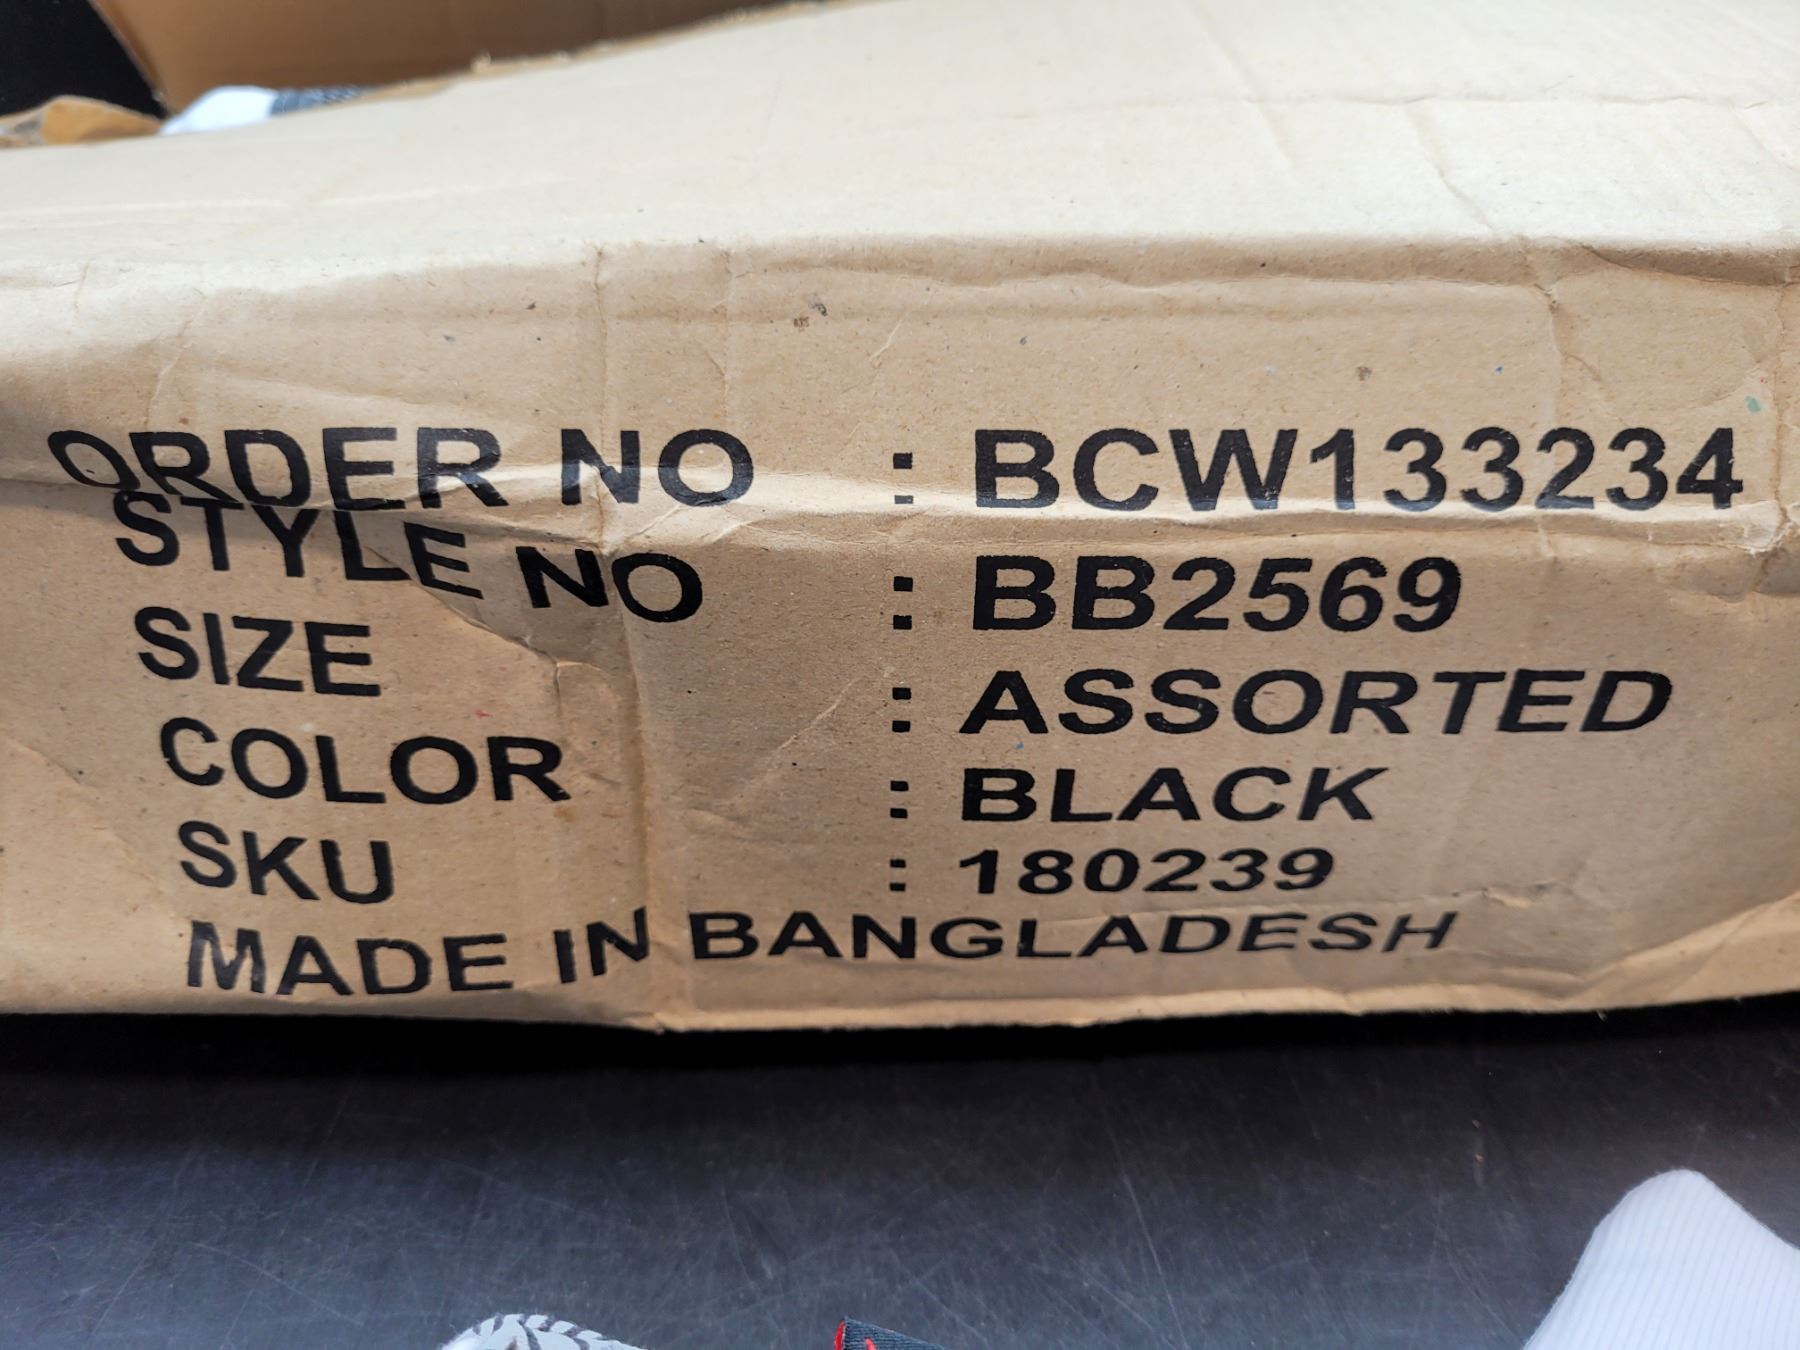 ORDER NO : BCW133234
STYLE NO : BB2569
SIZE : ASSORTED
COLOR : BLACK
SKU : 180239
MADE IN BANGLADESH